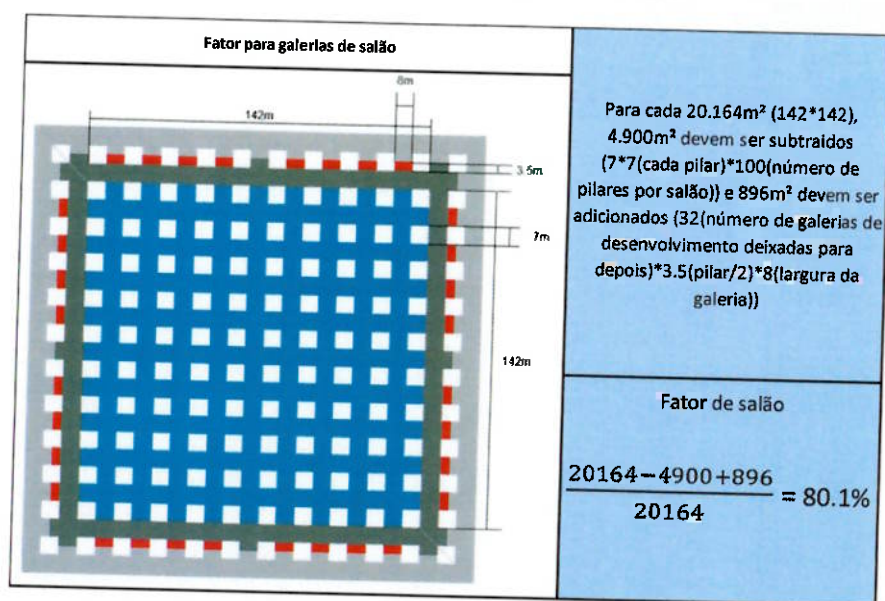 Fator para galerias de salão
8m
142m
3.5m
7m
142m
Para cada 20.164m² (142*142),
4.900m² devem ser subtraidos
(7*7(cada pilar)*100(número de
pilares por salão)) e 896m² devem ser
adicionados (32(número de galerias de
desenvolvimento deixadas para
depois)*3.5(pilar/2)*8(largura da
galeria))
Fator de salão
20164-4900+896
20164
= 80.1%